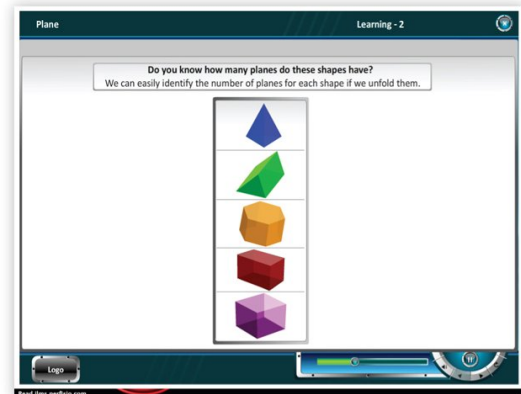 Plane
Learning - 2
Do you know how many planes do these shapes have?
We can easily identify the number of planes for each shape if we unfold them.
Logo